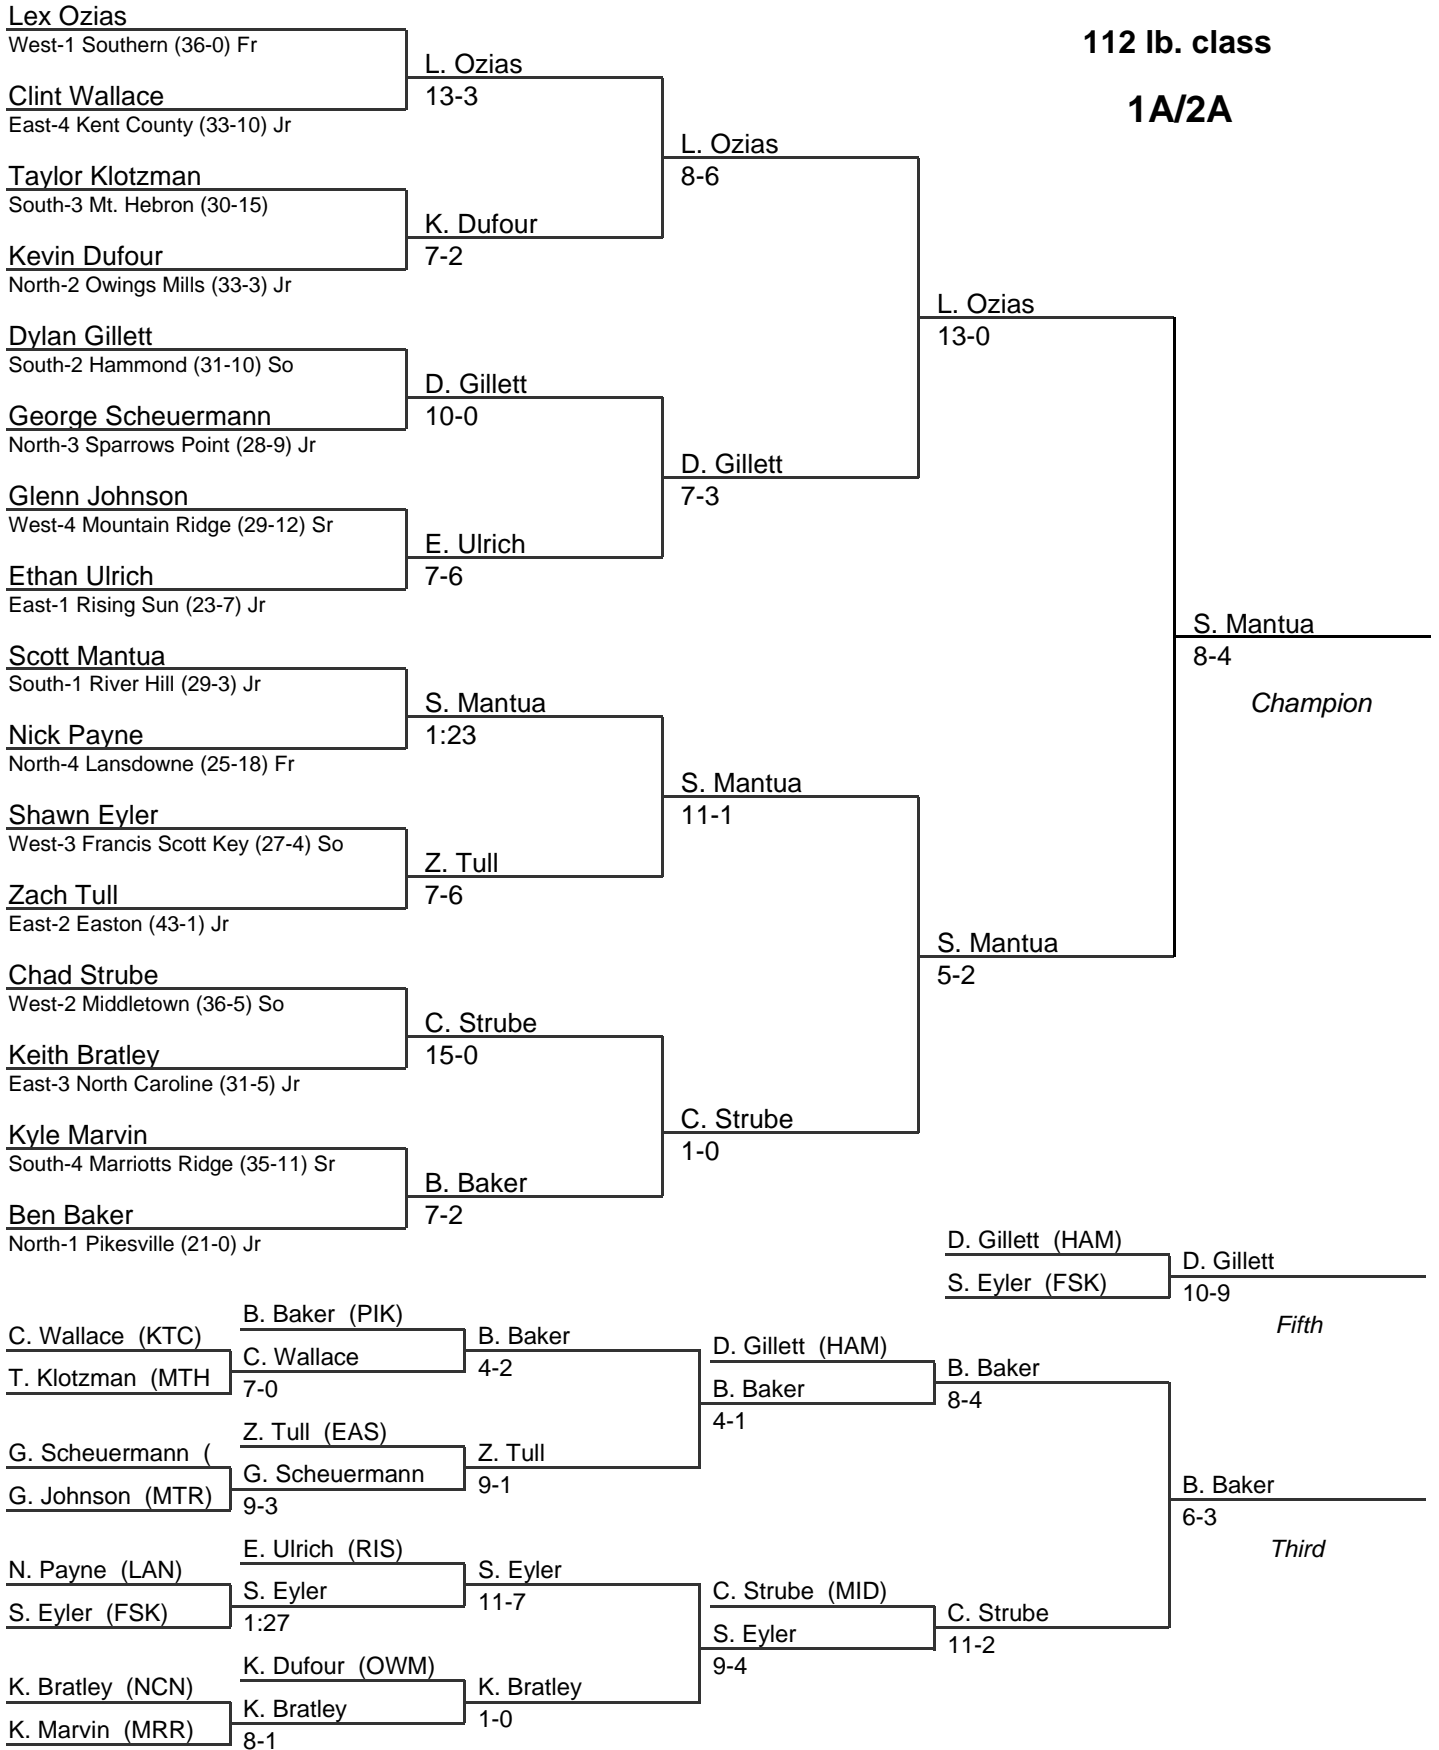 112 lb. class
1A/2A
Lex Ozias
West-1 Southern (36-0) Fr
L. Ozias
13-3
Clint Wallace
East-4 Kent County (33-10) Jr
L. Ozias
8-6
Taylor Klotzman
South-3 Mt. Hebron (30-15)
K. Dufour
7-2
Kevin Dufour
North-2 Owings Mills (33-3) Jr
L. Ozias
13-0
Dylan Gillett
South-2 Hammond (31-10) So
D. Gillett
10-0
George Scheuermann
North-3 Sparrows Point (28-9) Jr
D. Gillett
7-3
Glenn Johnson
West-4 Mountain Ridge (29-12) Sr
E. Ulrich
7-6
Ethan Ulrich
East-1 Rising Sun (23-7) Jr
S. Mantua
8-4
Champion
Scott Mantua
South-1 River Hill (29-3) Jr
S. Mantua
1:23
Nick Payne
North-4 Lansdowne (25-18) Fr
S. Mantua
11-1
Shawn Eyler
West-3 Francis Scott Key (27-4) So
Z. Tull
7-6
Zach Tull
East-2 Easton (43-1) Jr
S. Mantua
5-2
Chad Strube
West-2 Middletown (36-5) So
C. Strube
15-0
Keith Bratley
East-3 North Caroline (31-5) Jr
C. Strube
1-0
Kyle Marvin
South-4 Marriotts Ridge (35-11) Sr
B. Baker
7-2
Ben Baker
North-1 Pikesville (21-0) Jr
D. Gillett (HAM)
S. Eyler (FSK)
D. Gillett
10-9
Fifth
B. Baker (PIK)
C. Wallace (KTC)
T. Klotzman (MTH
C. Wallace
7-0
B. Baker
4-2
D. Gillett (HAM)
B. Baker
4-1
B. Baker
8-4
Z. Tull (EAS)
G. Scheuermann (
G. Johnson (MTR)
G. Scheuermann
9-3
Z. Tull
9-1
B. Baker
6-3
Third
E. Ulrich (RIS)
N. Payne (LAN)
S. Eyler (FSK)
S. Eyler
1:27
S. Eyler
11-7
C. Strube (MID)
S. Eyler
9-4
C. Strube
11-2
K. Dufour (OWM)
K. Bratley (NCN)
K. Marvin (MRR)
K. Bratley
8-1
K. Bratley
1-0